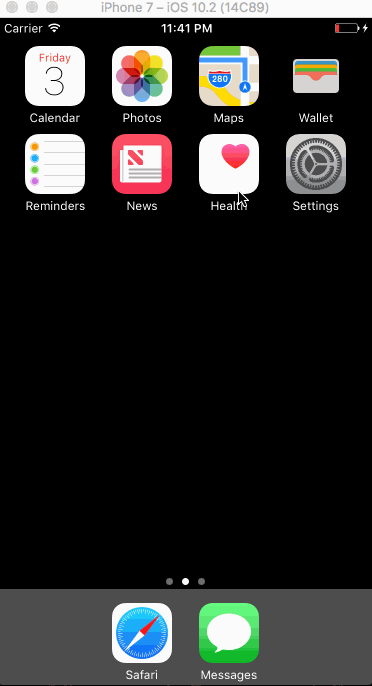 iPhone 7 – iOS 10.2 (14C89)
Carrier 11:41 PM
Friday
3
280
Calendar Photos Maps Wallet
Reminders News Health Settings
Safari Messages